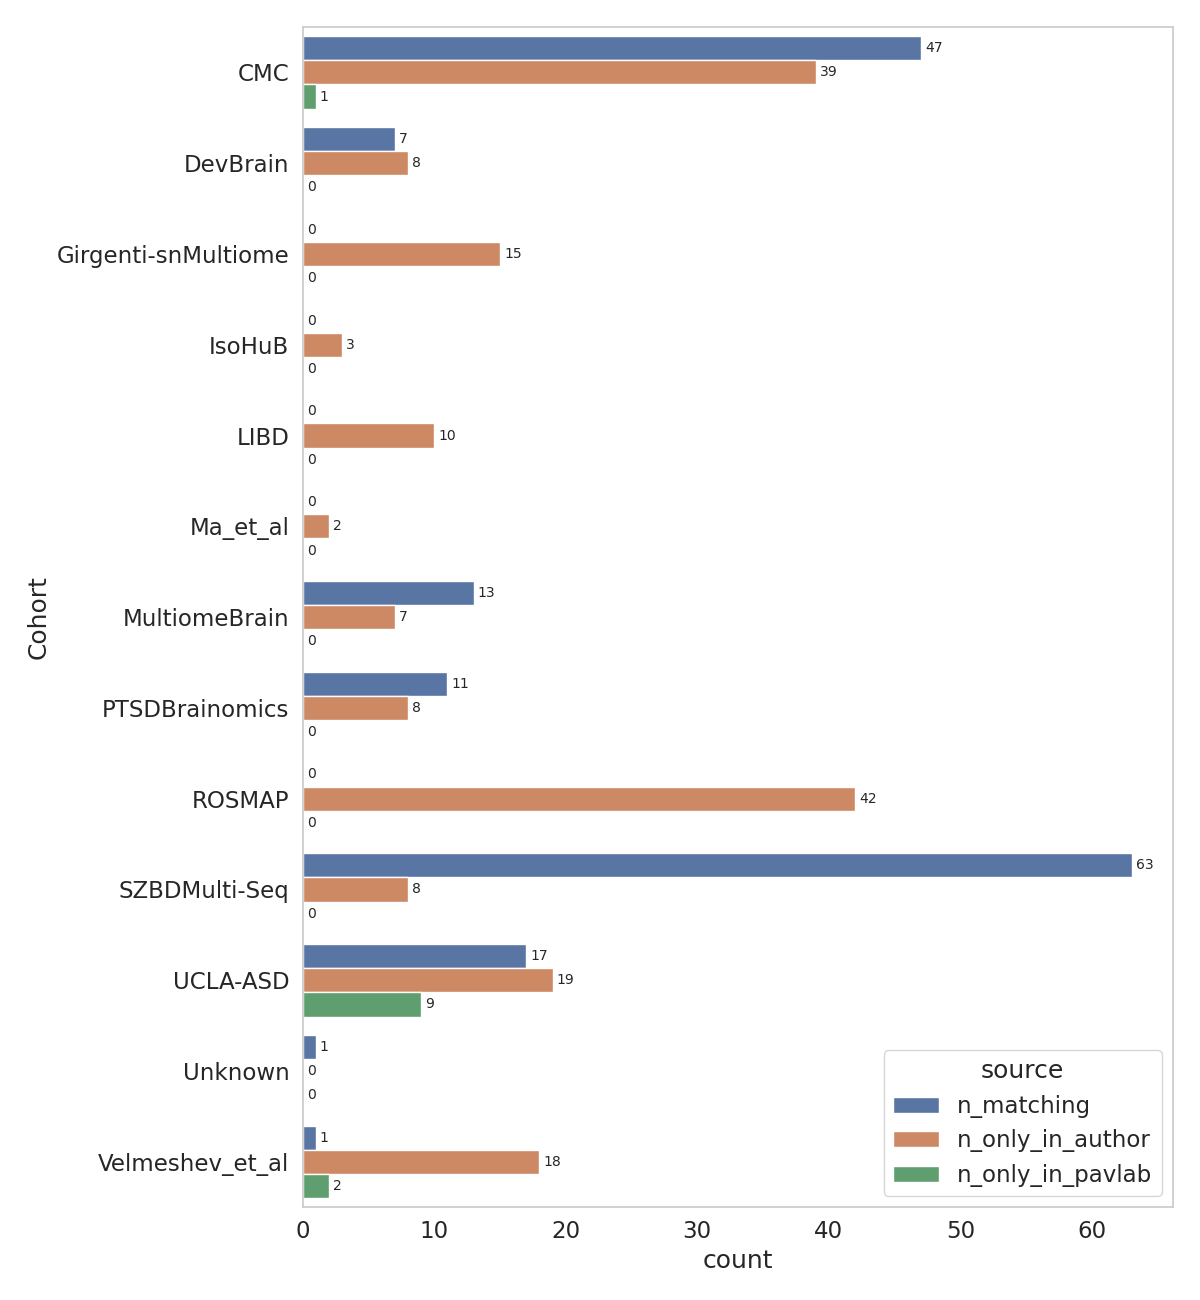 CMC
47
39
1
DevBrain
7
8
0
Girgenti-snMultiome
0
15
0
IsoHuB
0
3
0
LIBD
0
10
0
Ma_et_al
0
2
0
MultiomeBrain
13
7
0
PTSDBrainomics
11
8
0
ROSMAP
0
42
0
SZBDMulti-Seq
63
8
0
UCLA-ASD
17
19
9
Unknown
1
0
0
Velmeshev_et_al
1
18
2
Cohort
source
n_matching
n_only_in_author
n_only_in_pavlab
0 10 20 30 40 50 60
count